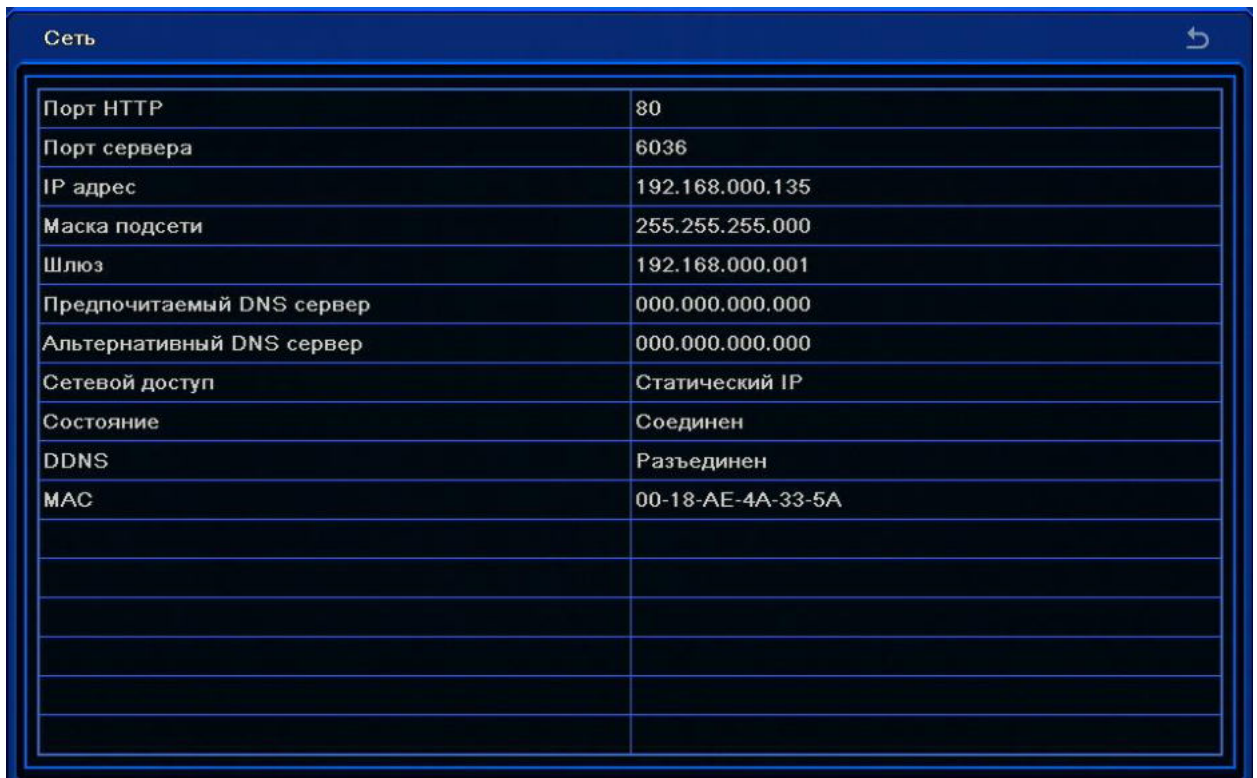 Сеть
Порт HTTP 80
Порт сервера 6036
IP адрес 192.168.000.135
Маска подсети 255.255.255.000
Шлюз 192.168.000.001
Предпочитаемый DNS сервер 000.000.000.000
Альтернативный DNS сервер 000.000.000.000
Сетевой доступ Статический IP
Состояние Соединен
DDNS Разъединен
MAC 00-18-AE-4A-33-5A